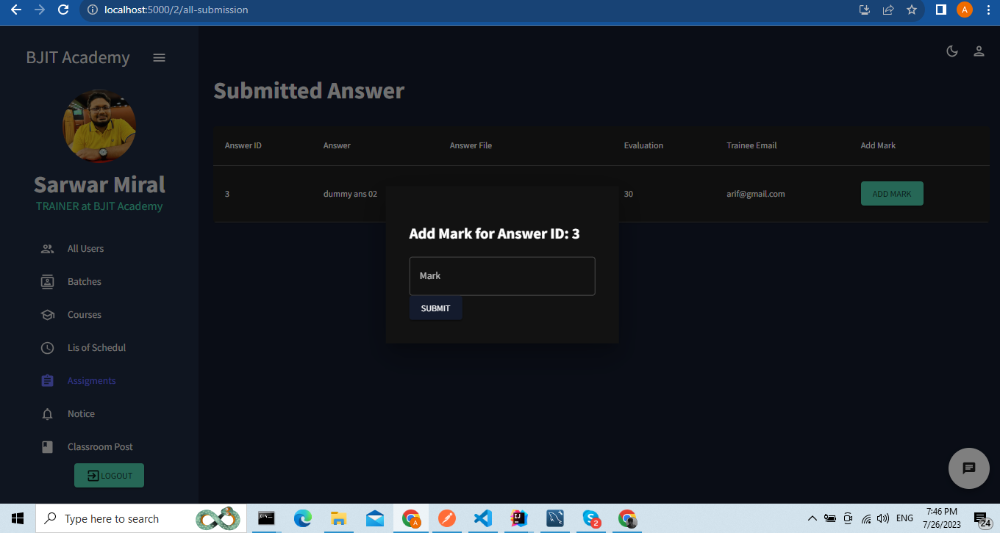 localhost:5000/2/all-submission
A
BJIT Academy
Sarwar Miral
TRAINER at BJIT Academy
All Users
Batches
Courses
Lis of Schedul
Assigments
Notice
Classroom Post
LOGOUT
Submitted Answer
Answer ID Answer Answer File Evaluation Trainee Email Add Mark
3 dummy ans 02 30 arif@gmail.com ADD MARK
Add Mark for Answer ID: 3
Mark
SUBMIT
Type here to search
A
2
ENG
7:46 PM
7/26/2023
24